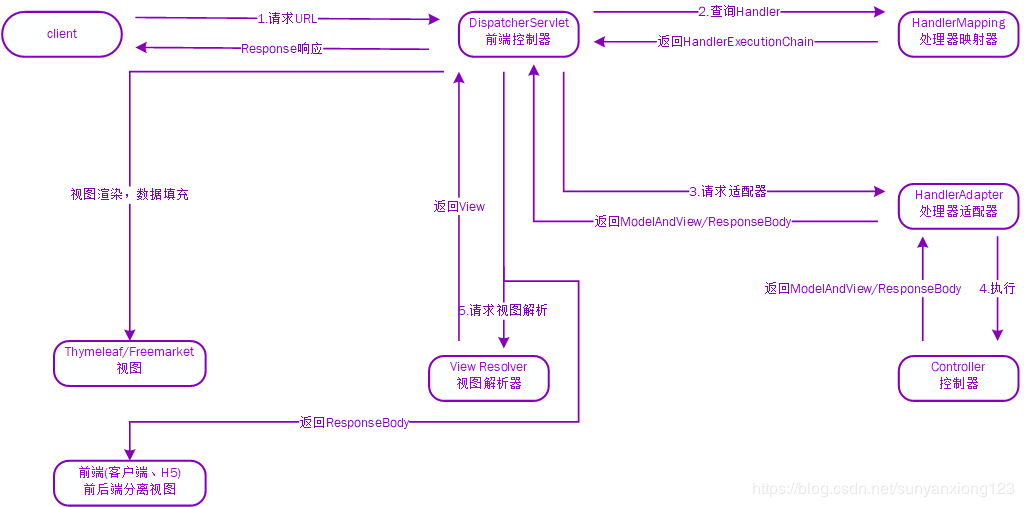 client
1.请求URL
Response响应
DispatcherServlet
前端控制器
2.查询Handler
返回HandlerExecutionChain
HandlerMapping
处理器映射器
视图渲染，数据填充
返回View
3.请求适配器
返回ModelAndView/ResponseBody
HandlerAdapter
处理器适配器
返回ModelAndView/ResponseBody
4.执行
5.请求视图解析
Thymeleaf/Freemarket
视图
View Resolver
视图解析器
Controller
控制器
返回ResponseBody
前端(客户端、H5)
前后端分离视图
https://blog.csdn.net/sunyanxiong123